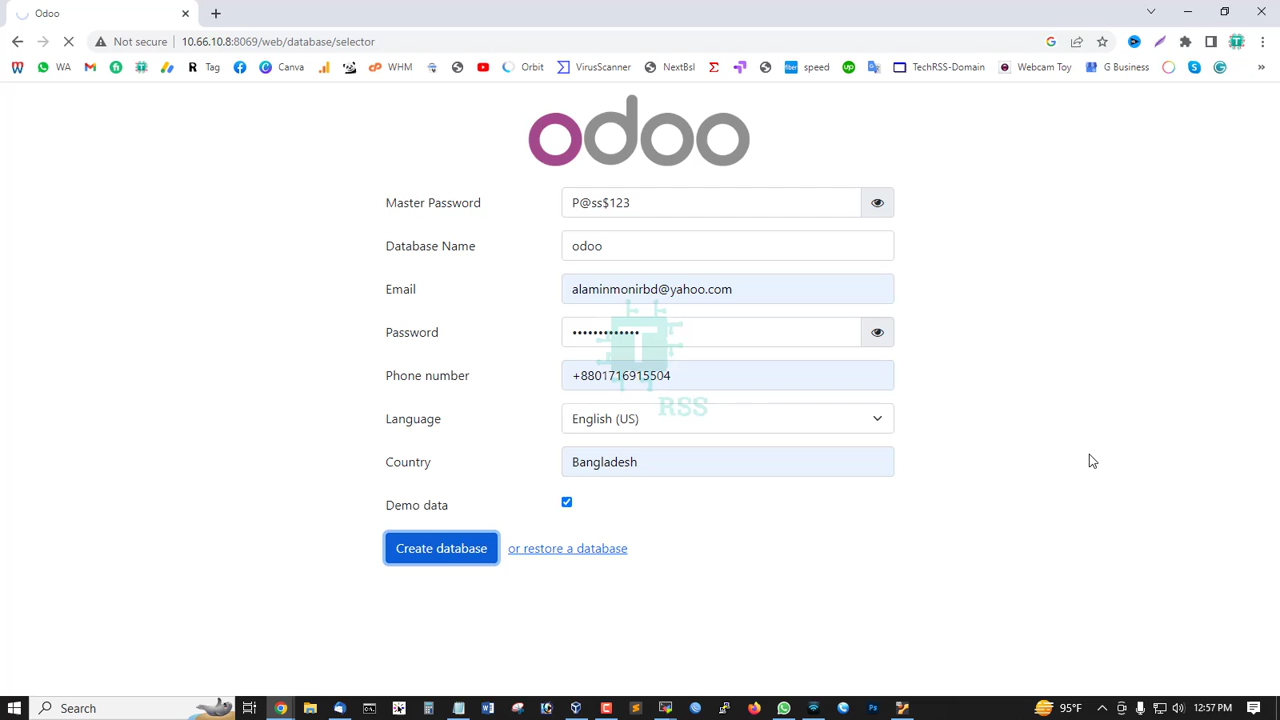 Odoo
Not secure 10.66.10.8:8069/web/database/selector
WA Tag Canva WHM Orbit VirusScanner NextBsl speed TechRSS-Domain Webcam Toy G Business
odoo
Master Password P@ss$123
Database Name odoo
Email alaminmonirbd@yahoo.com
Password •••••••••••••
Phone number +8801716915504
RSS
Language English (US)
Country Bangladesh
Demo data
Create database or restore a database
Search 95°F 12:57 PM